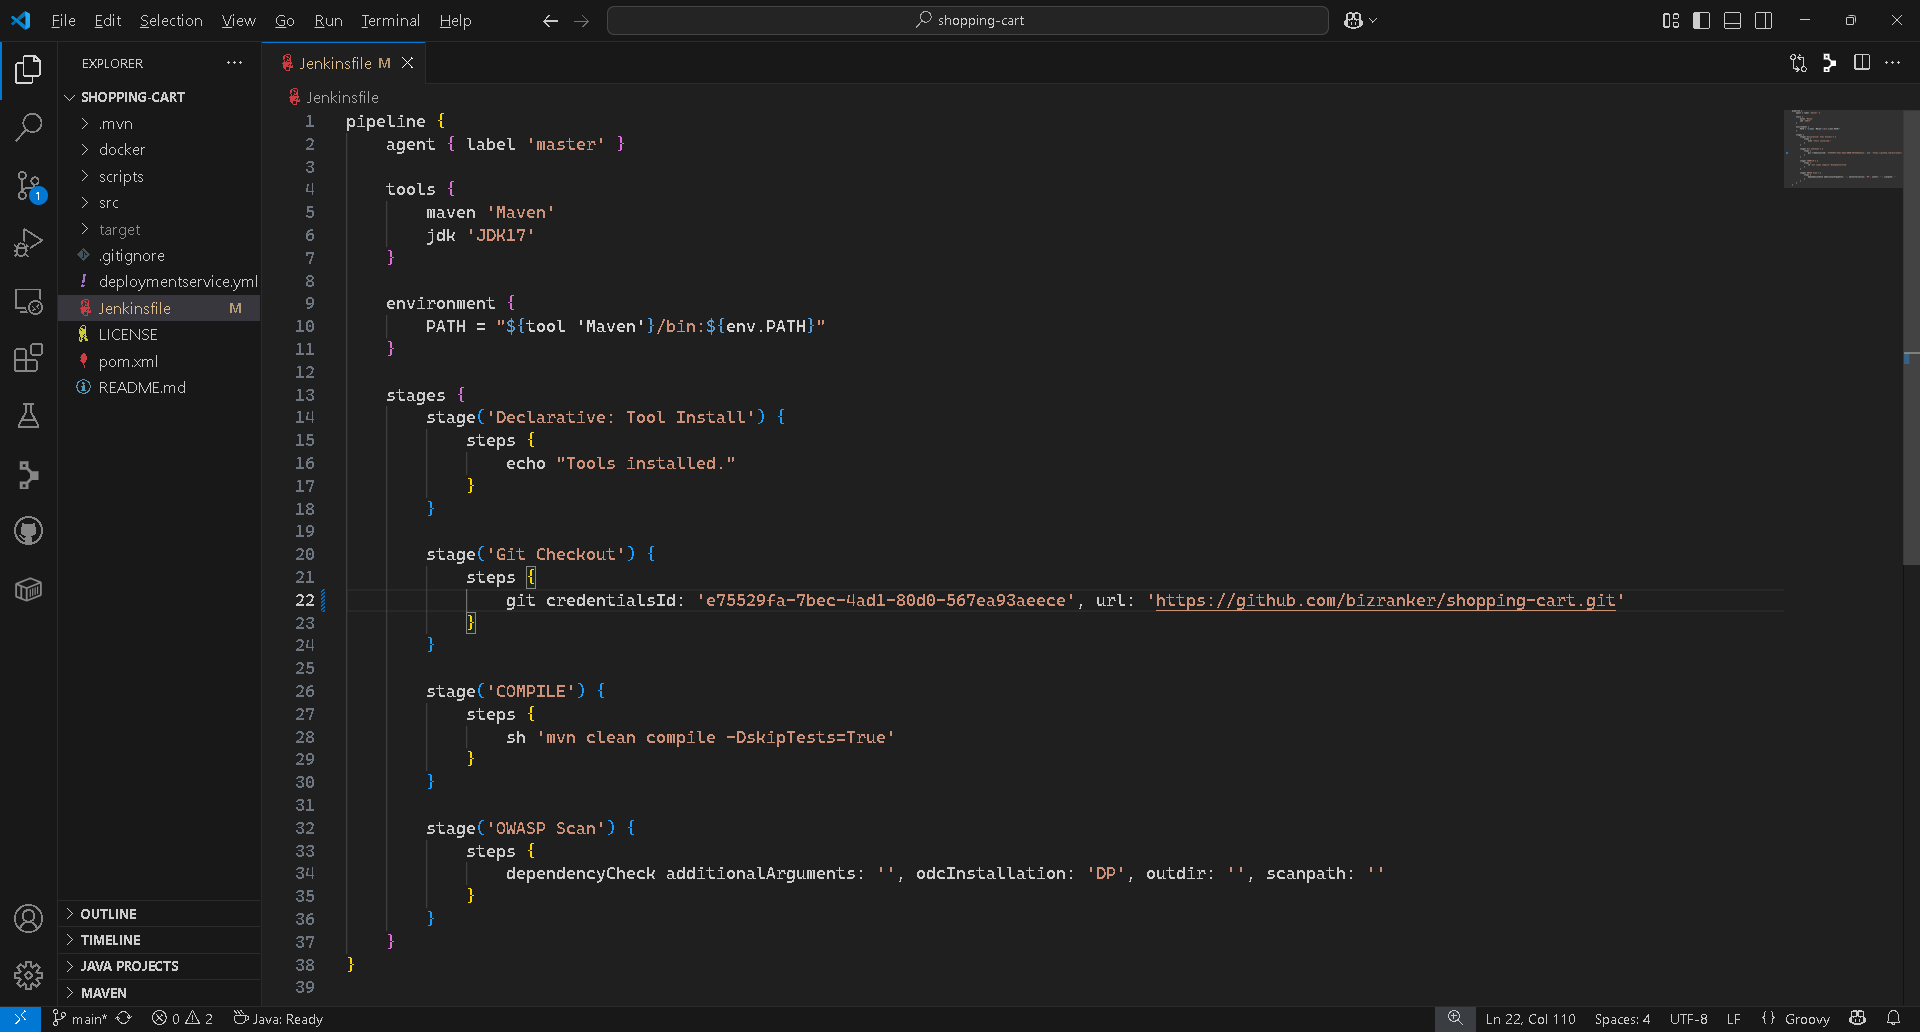 File Edit Selection View Go Run Terminal Help
shopping-cart
EXPLORER
SHOPPING-CART
.mvn
docker
scripts
src
target
.gitignore
! deploymentservice.yml
Jenkinsfile M
LICENSE
pom.xml
README.md
OUTLINE
TIMELINE
JAVA PROJECTS
MAVEN
1
Jenkinsfile M
Jenkinsfile
1 pipeline {
2 agent { label 'master' }
3
4 tools {
5 maven 'Maven'
6 jdk 'JDK17'
7 }
8
9 environment {
10 PATH = "${tool 'Maven'}/bin:${env.PATH}"
11 }
12
13 stages {
14 stage('Declarative: Tool Install') {
15 steps {
16 echo "Tools installed."
17 }
18 }
19
20 stage('Git Checkout') {
21 steps {
22 git credentialsId: 'e75529fa-7bec-4ad1-80d0-567ea93aeece', url: 'https://github.com/bizranker/shopping-cart.git'
23 }
24 }
25
26 stage('COMPILE') {
27 steps {
28 sh 'mvn clean compile -DskipTests=True'
29 }
30 }
31
32 stage('OWASP Scan') {
33 steps {
34 dependencyCheck additionalArguments: '', odcInstallation: 'DP', outdir: '', scanpath: ''
35 }
36 }
37 }
38 }
39
main* 0 2 Java: Ready
Ln 22, Col 110 Spaces: 4 UTF-8 LF {} Groovy